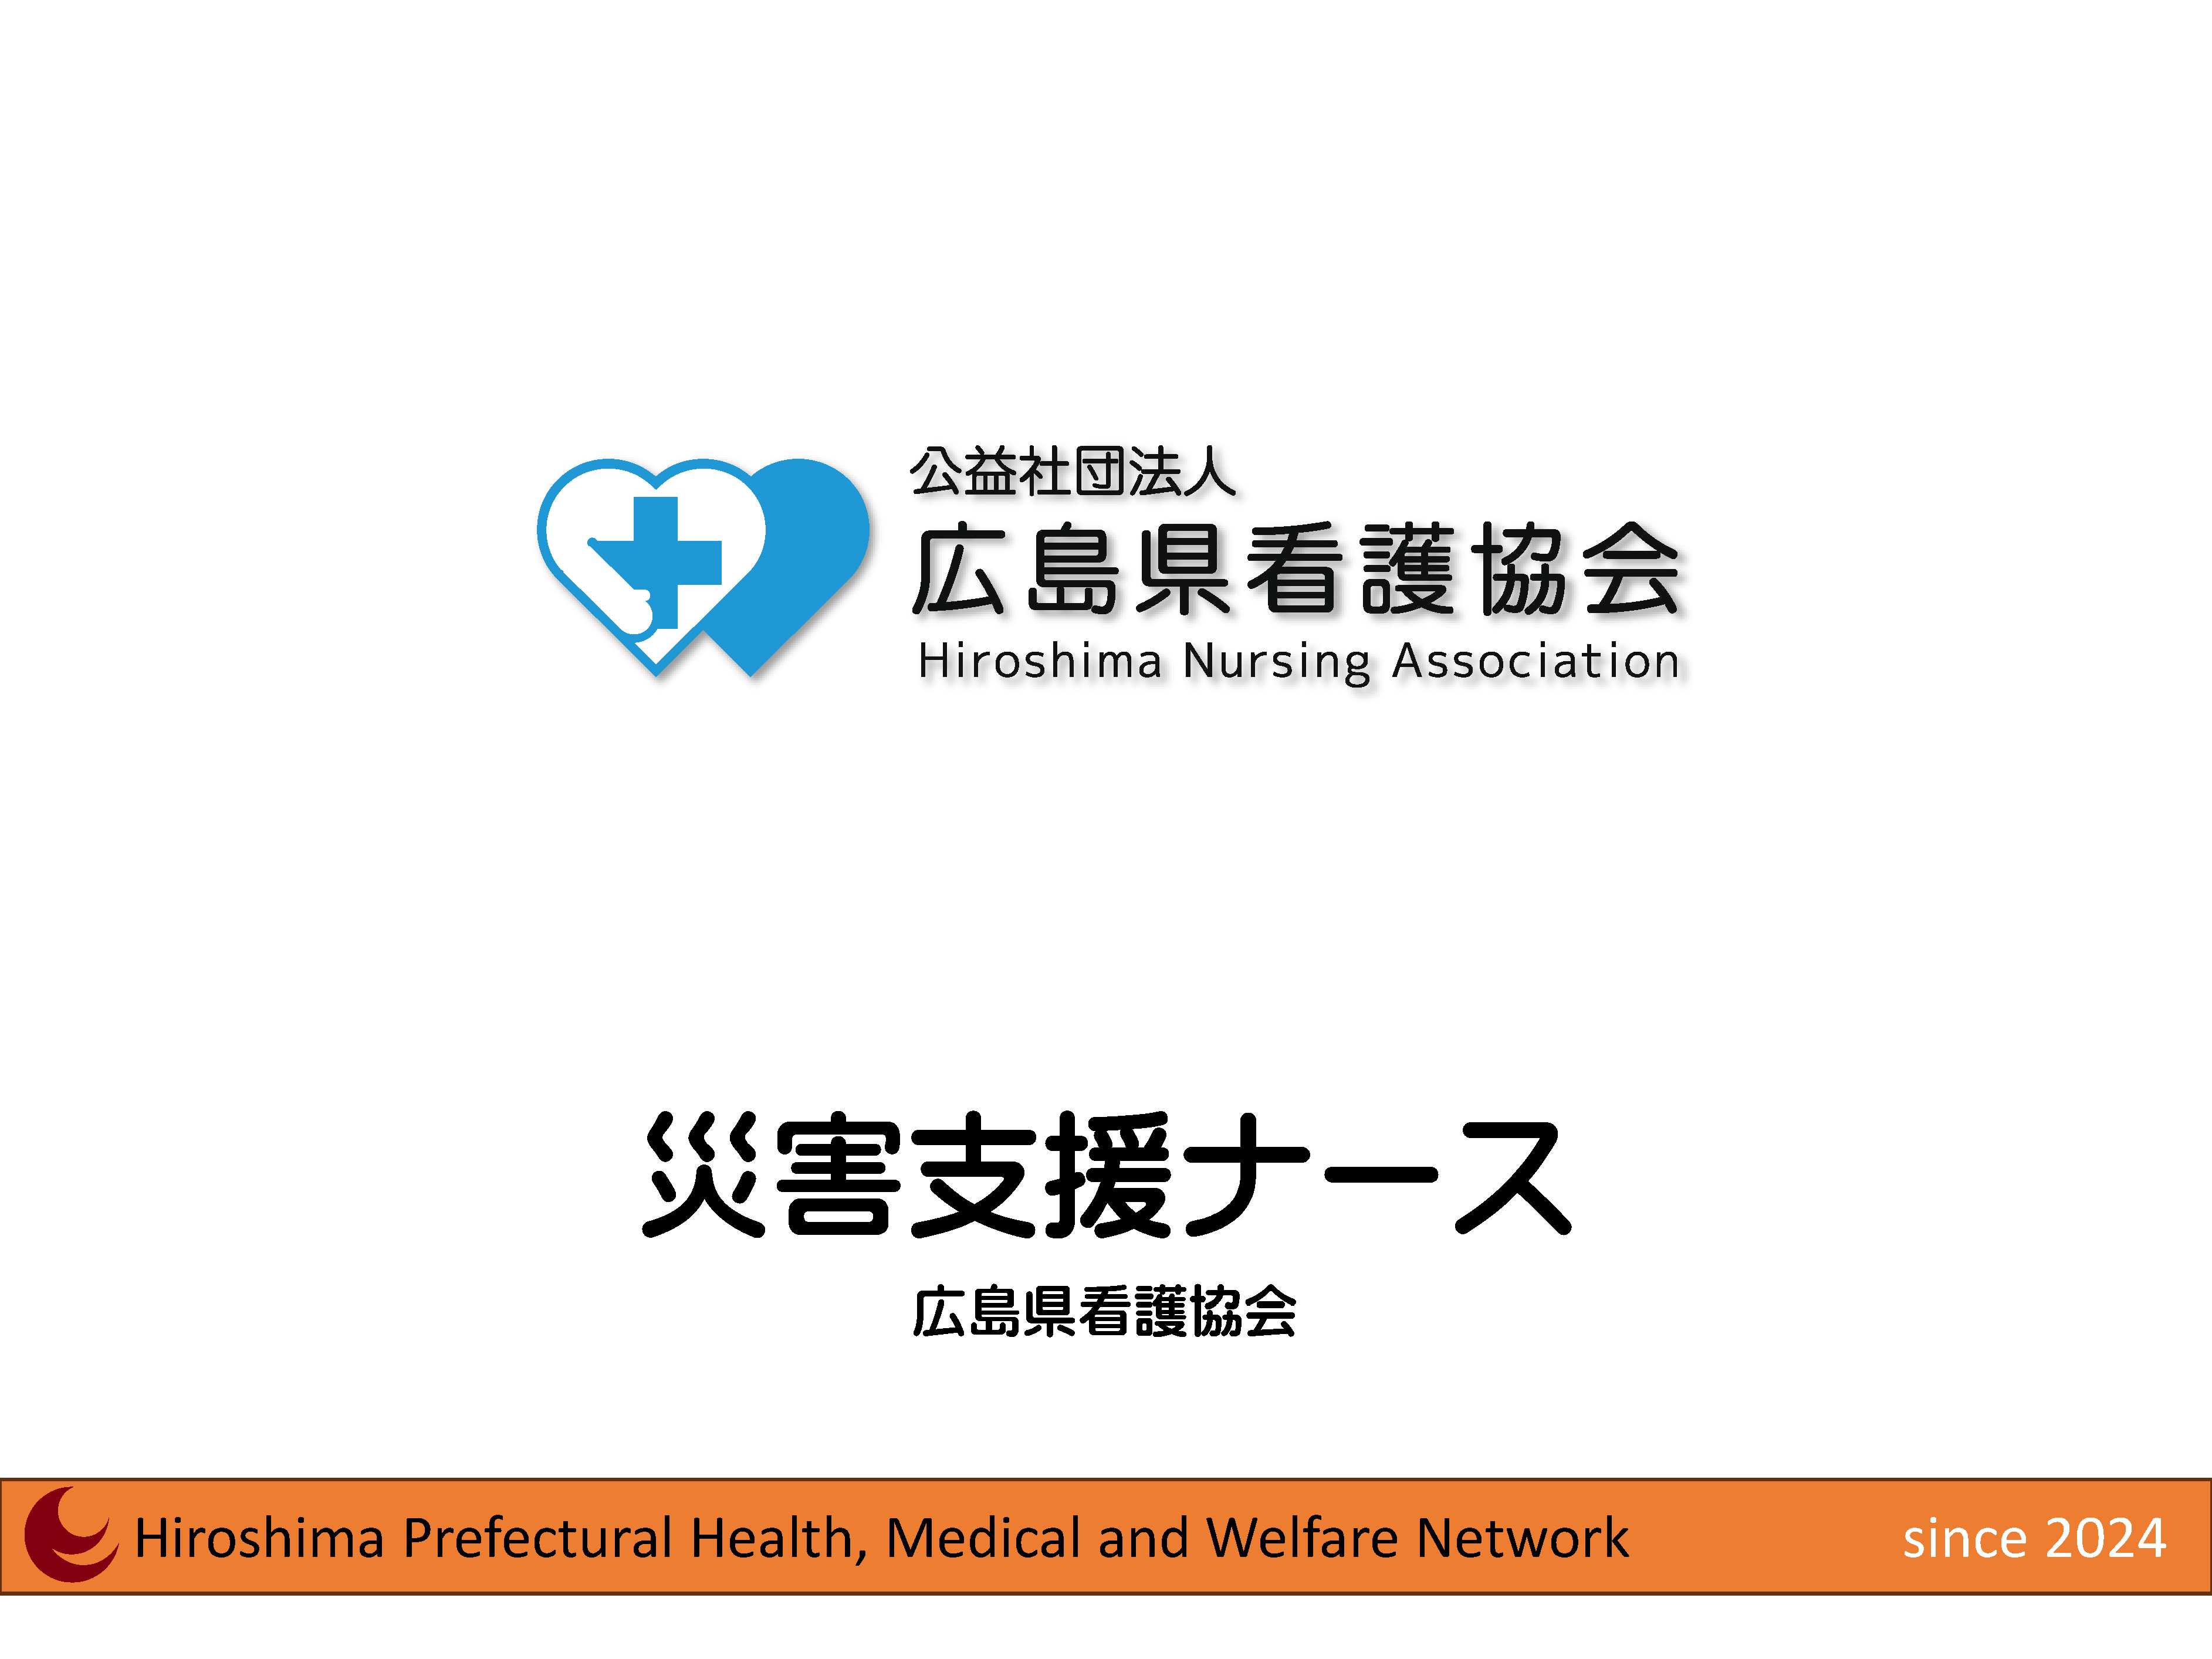 公益社団法人
広島県看護協会
Hiroshima Nursing Association
災害支援ナース
広島県看護協会
Hiroshima Prefectural Health, Medical and Welfare Network
since 2024